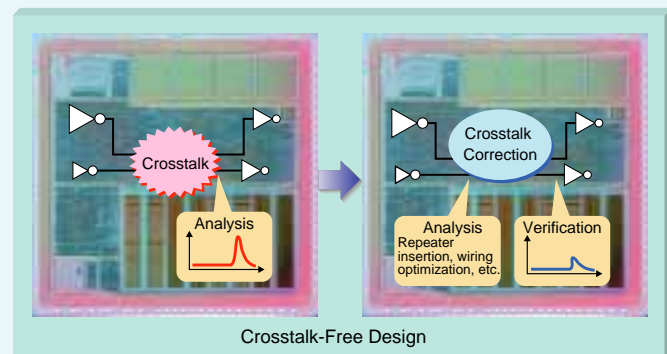 Crosstalk
Analysis
Crosstalk
Correction
Analysis
Repeater
insertion, wiring
optimization, etc.
Verification
Crosstalk-Free Design